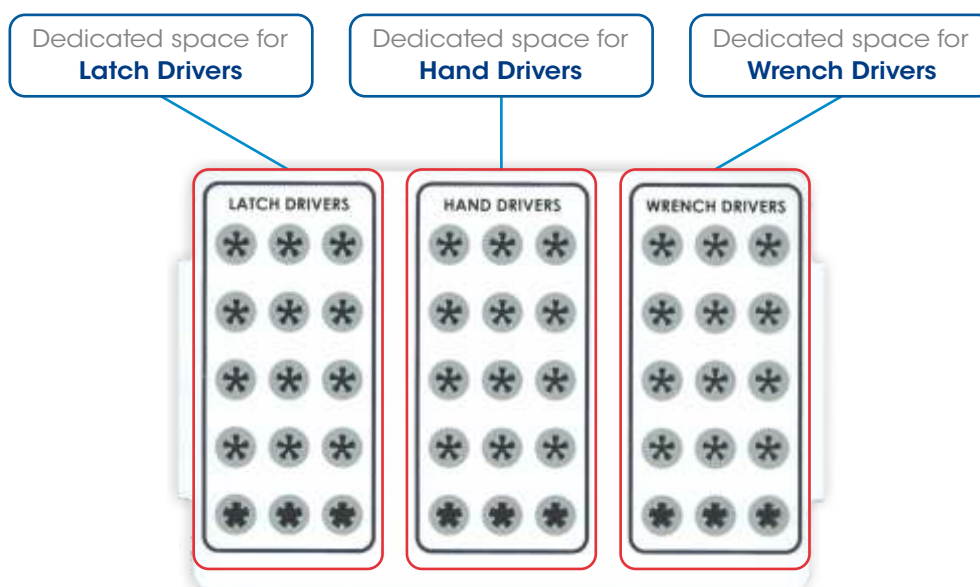 Dedicated space for
Latch Drivers
Dedicated space for
Hand Drivers
Dedicated space for
Wrench Drivers
LATCH DRIVERS
HAND DRIVERS
WRENCH DRIVERS